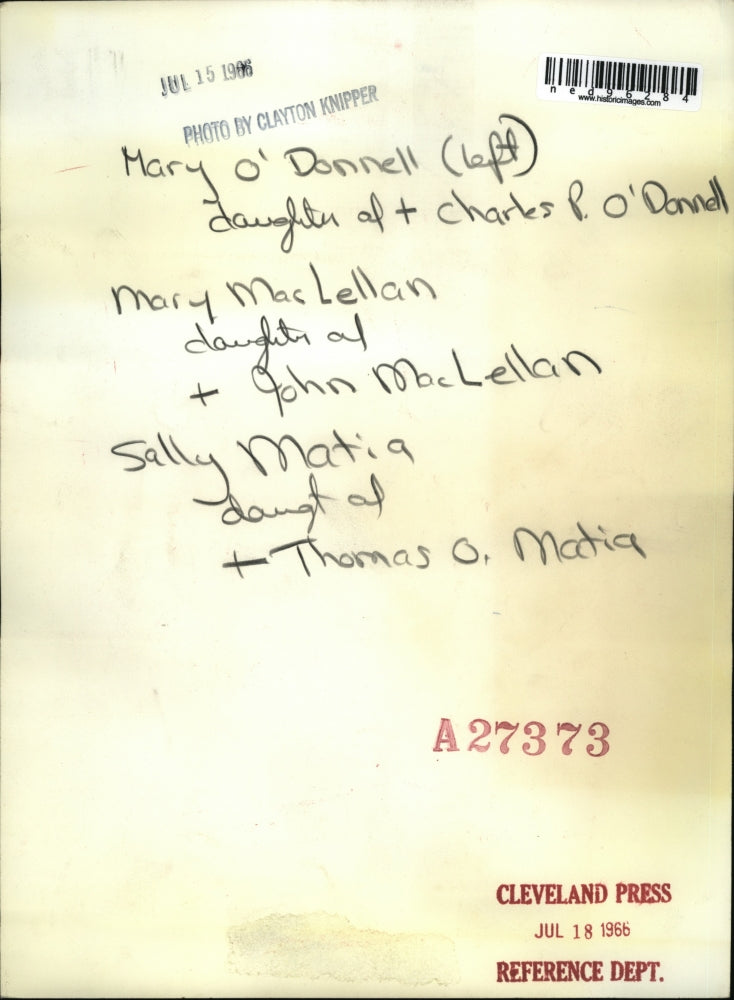 JUL 15 1966
ned96284
www.historicimages.com
PHOTO BY CLAYTON KNIPPER
Mary O' Donnell (left)
daughter of + Charles P. O'Donnell
Mary MacLellan
daughter of
+ John MacLellan
Sally Matia
daugt of
+ Thomas O. Matia
A27373
CLEVELAND PRESS
JUL 18 1966
REFERENCE DEPT.